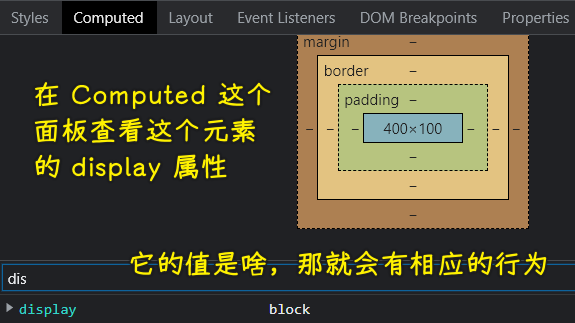 Styles Computed Layout Event Listeners DOM Breakpoints Properties
margin –
border –
padding –
– – – 400×100 – – –
–
–
–
在 Computed 这个
面板查看这个元素
的 display 属性
它的值是啥，那就会有相应的行为
dis
display block